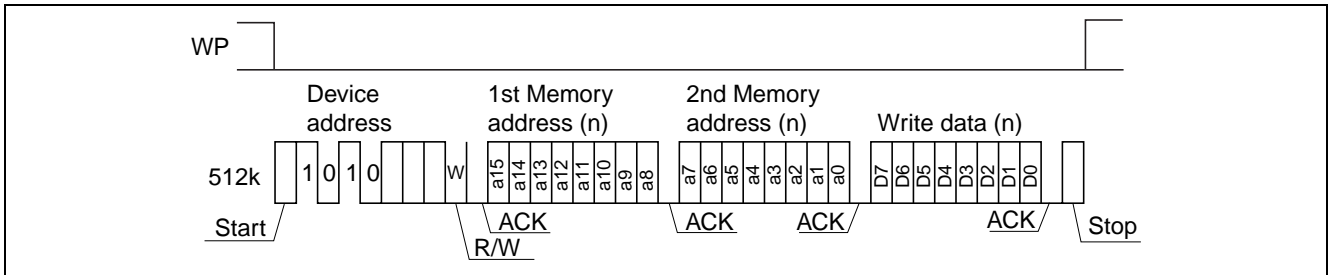 WP
Device
address
1st Memory
address (n)
2nd Memory
address (n)
Write data (n)
512k
1 0 1 0
W
a15 a14 a13 a12 a11 a10 a9 a8
a7 a6 a5 a4 a3 a2 a1 a0
D7 D6 D5 D4 D3 D2 D1 D0
Start
R/W
ACK
ACK
ACK
ACK
Stop